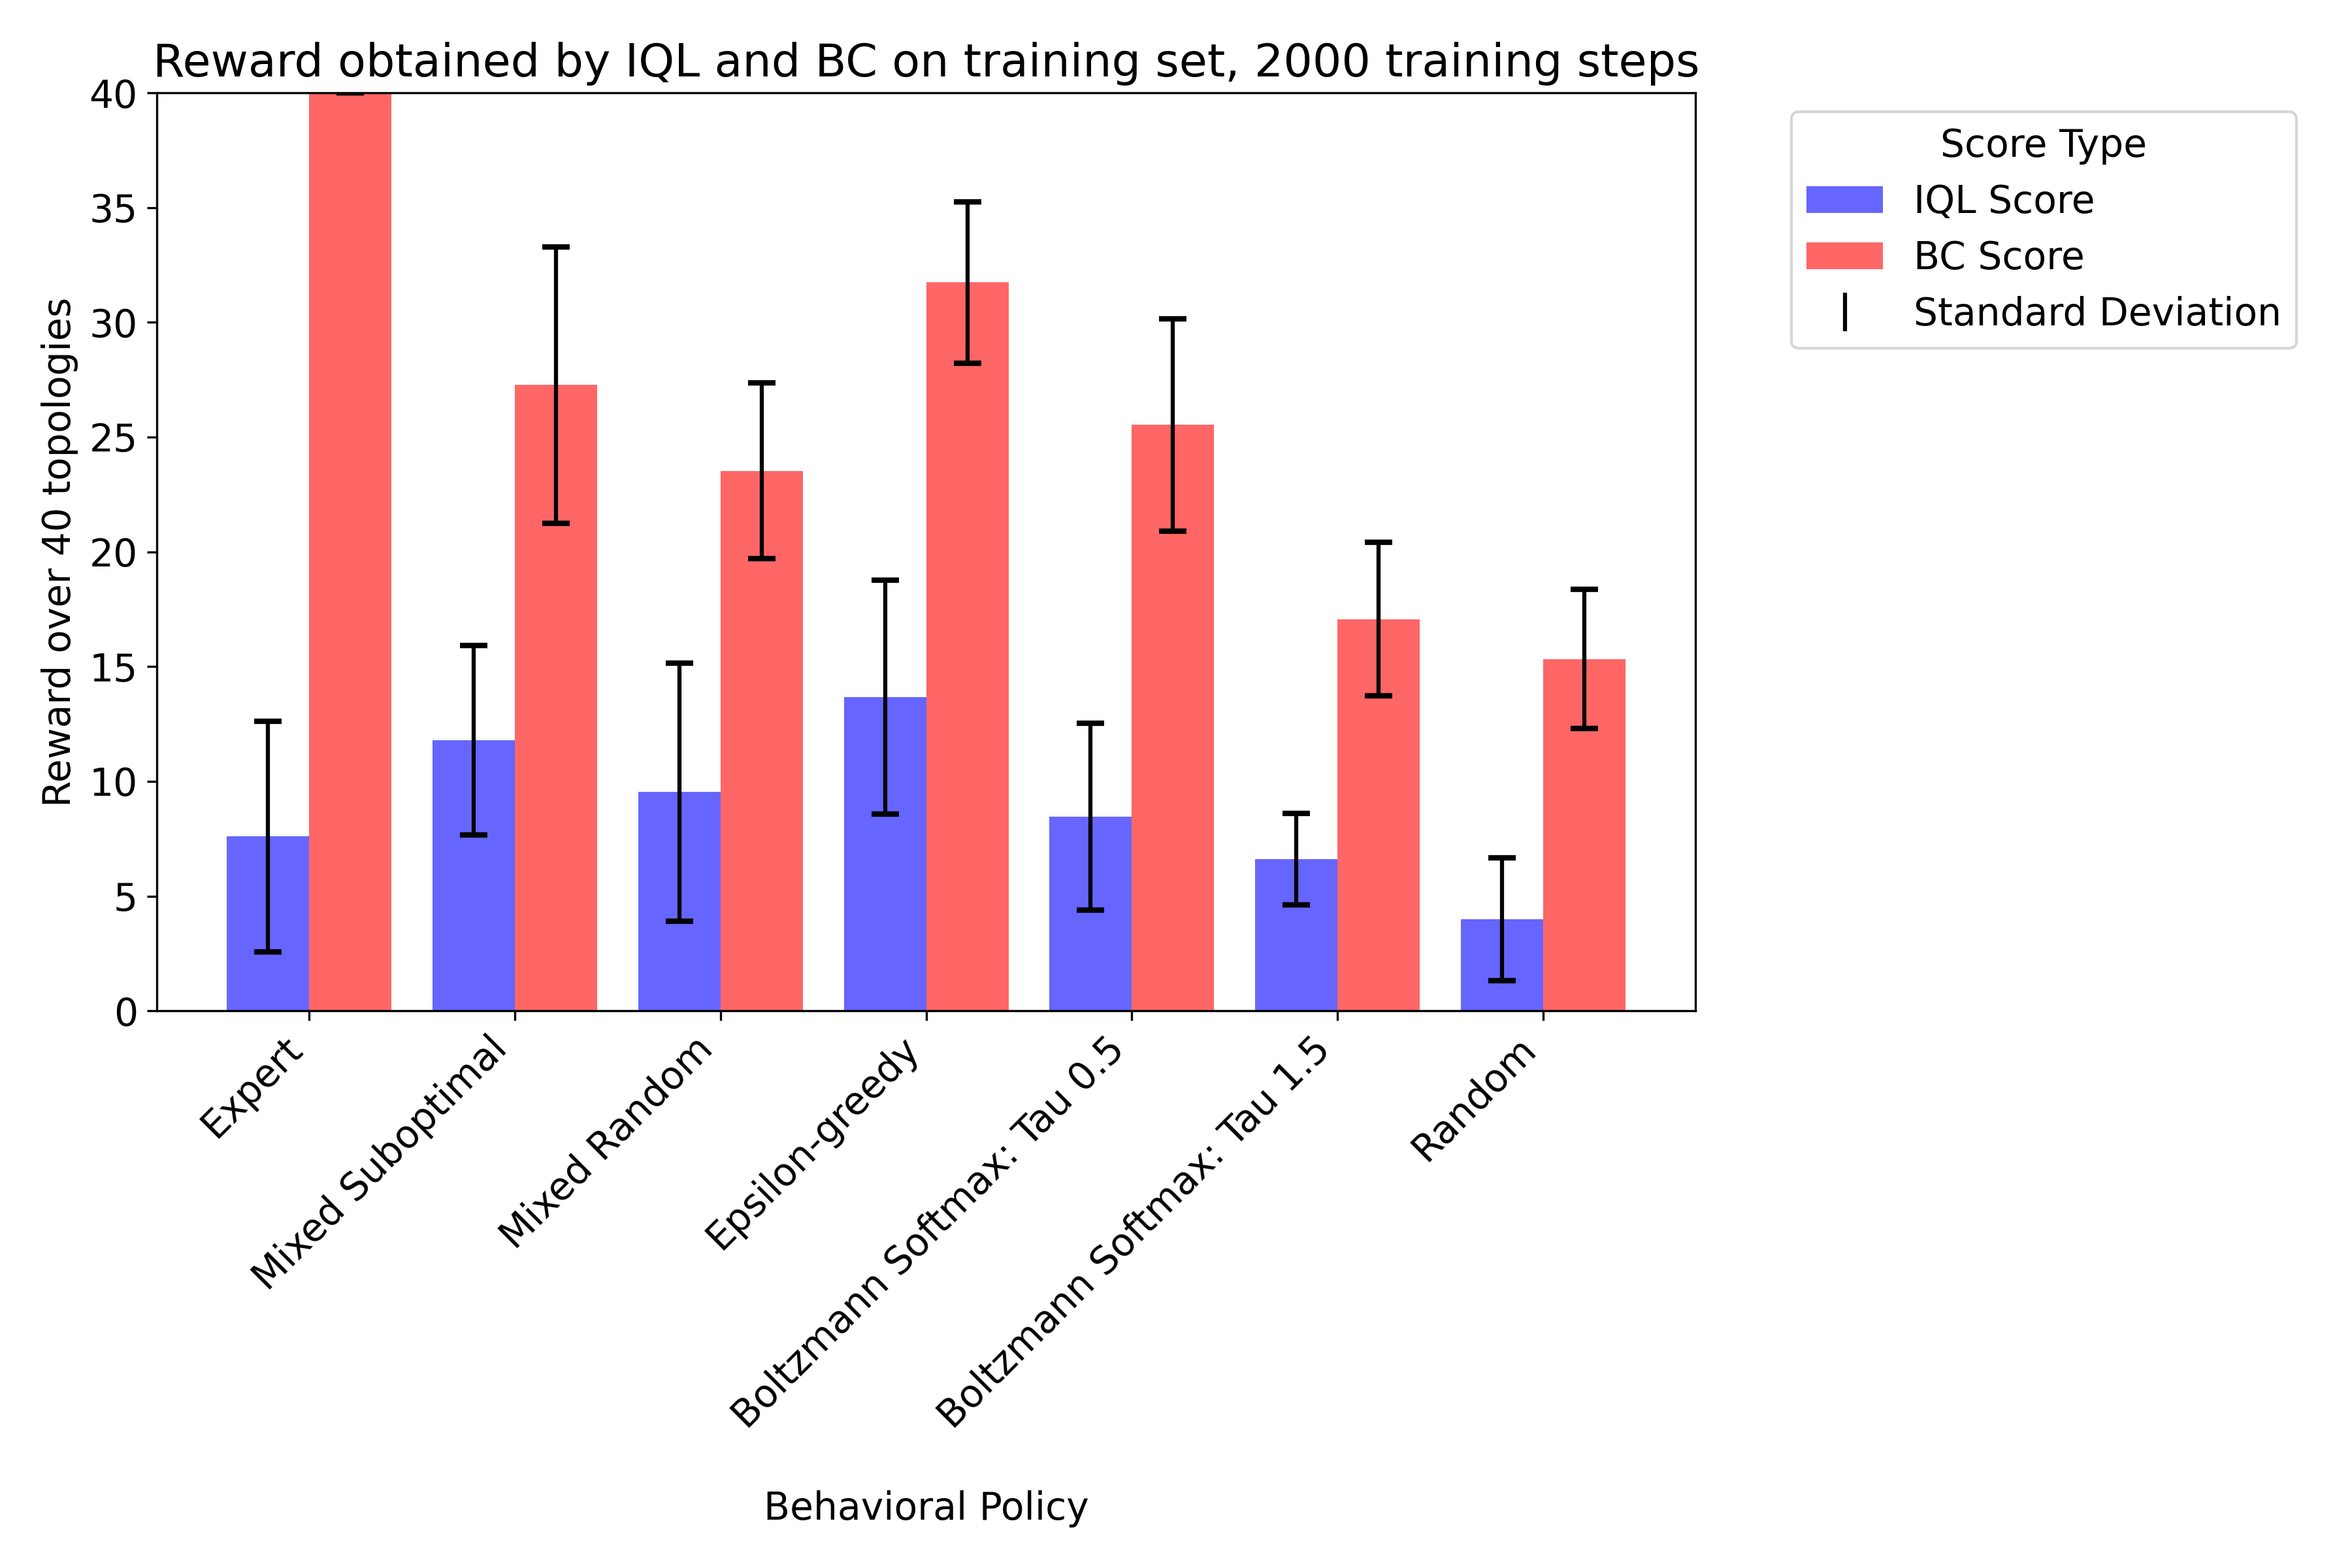 Reward obtained by IQL and BC on training set, 2000 training steps
40
35
30
25
20
15
10
5
0
Reward over 40 topologies
Expert
Mixed Suboptimal
Mixed Random
Epsilon-greedy
Boltzmann Softmax: Tau 0.5
Boltzmann Softmax: Tau 1.5
Random
Behavioral Policy
Score Type
IQL Score
BC Score
Standard Deviation